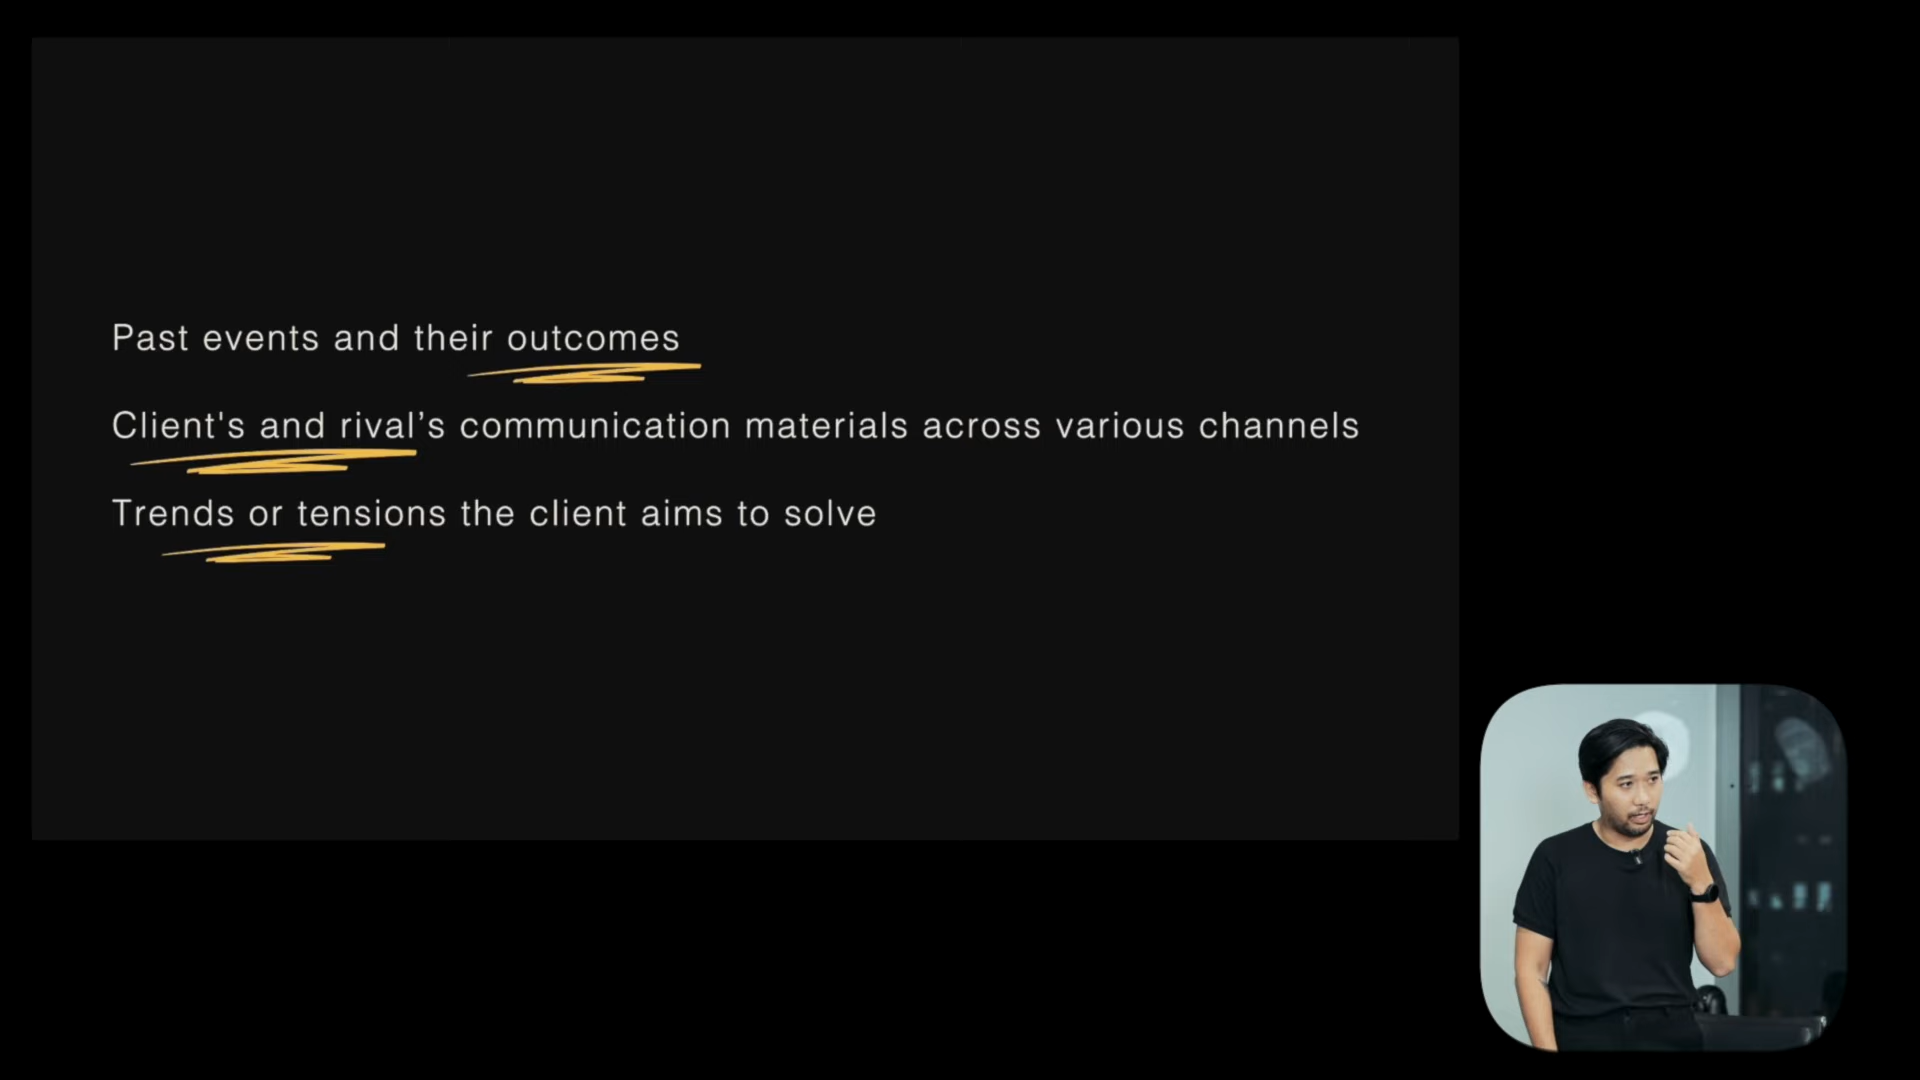 Past events and their outcomes
Client's and rival’s communication materials across various channels
Trends or tensions the client aims to solve